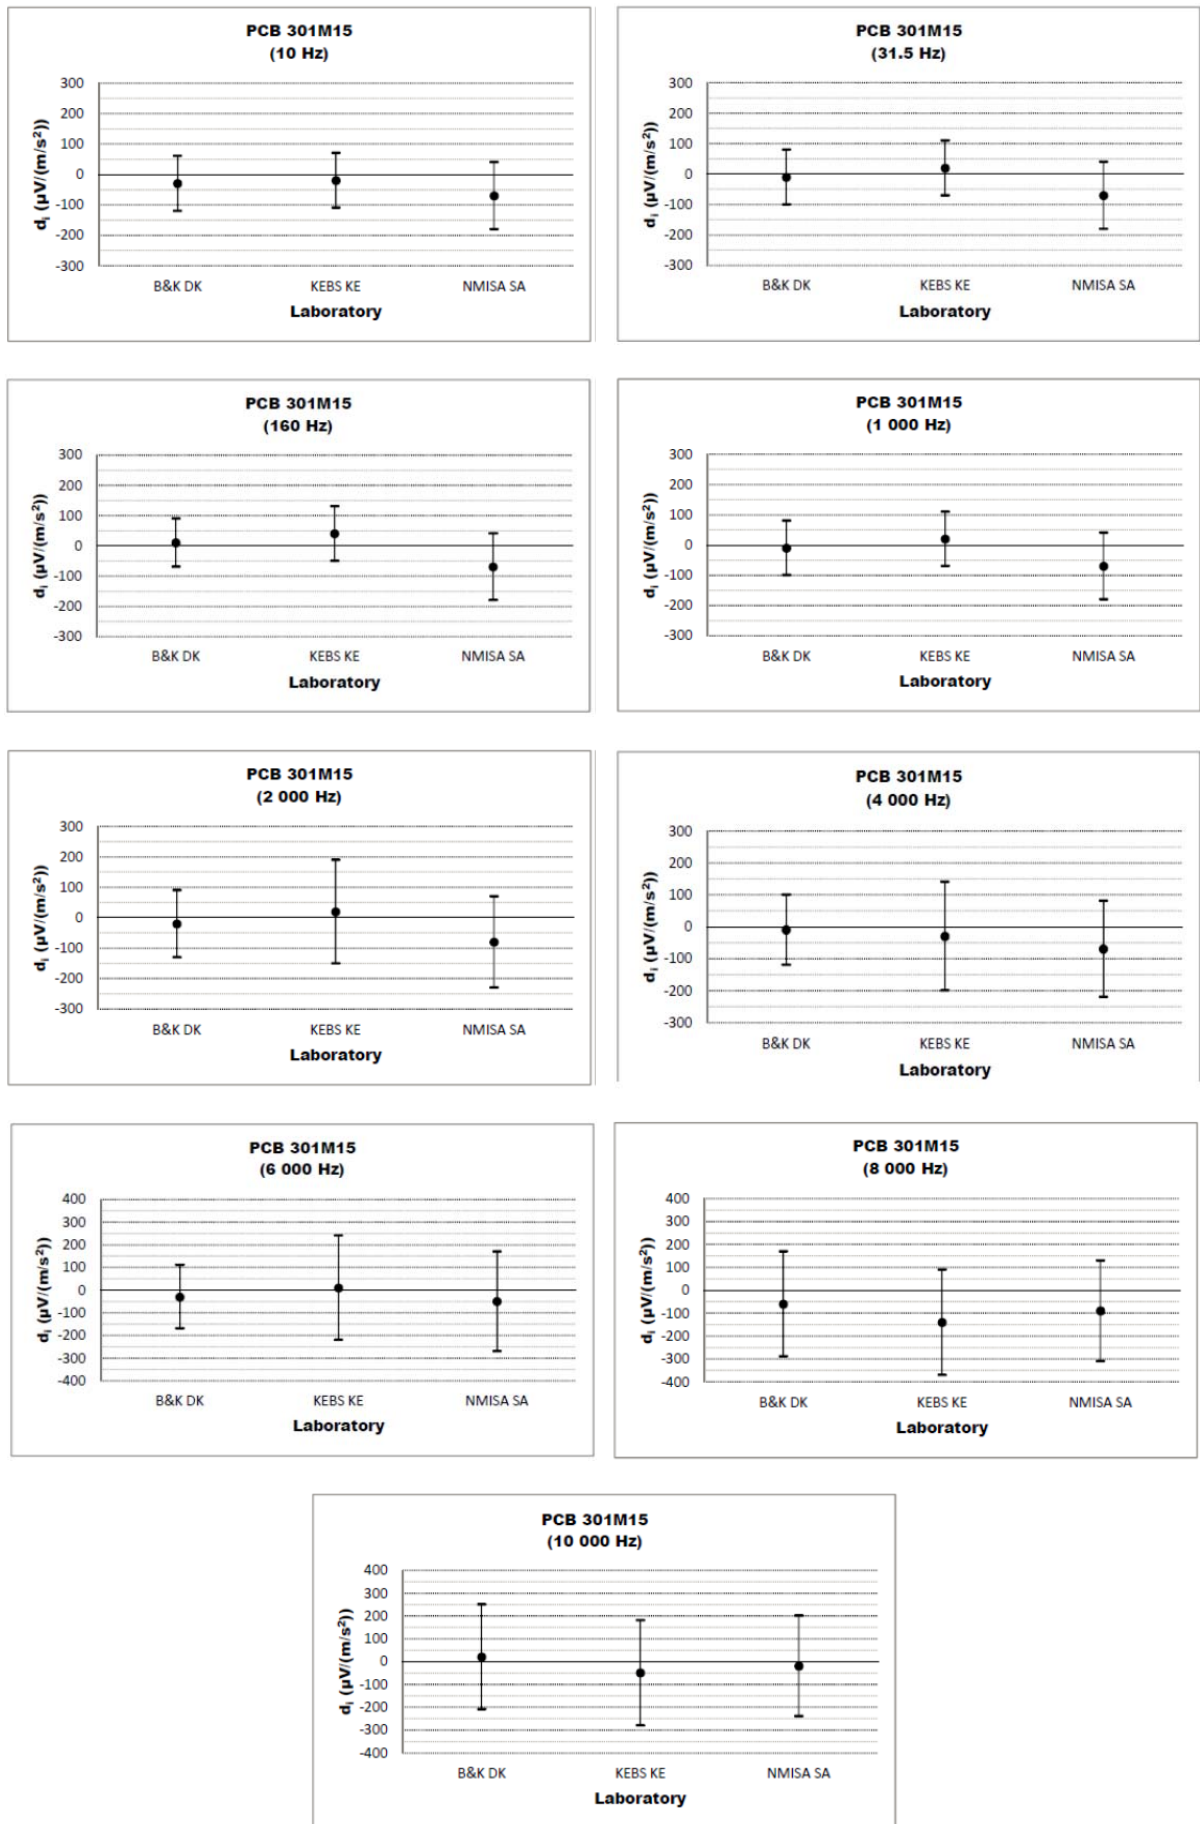 PCB 301M15
(10 Hz)
300
200
100
0
-100
-200
-300
dᵢ (µV/(m/s²))
B&K DK KEBS KE NMISA SA
Laboratory
PCB 301M15
(31.5 Hz)
300
200
100
0
-100
-200
-300
dᵢ (µV/(m/s²))
B&K DK KEBS KE NMISA SA
Laboratory
PCB 301M15
(160 Hz)
300
200
100
0
-100
-200
-300
dᵢ (µV/(m/s²))
B&K DK KEBS KE NMISA SA
Laboratory
PCB 301M15
(1 000 Hz)
300
200
100
0
-100
-200
-300
dᵢ (µV/(m/s²))
B&K DK KEBS KE NMISA SA
Laboratory
PCB 301M15
(2 000 Hz)
300
200
100
0
-100
-200
-300
dᵢ (µV/(m/s²))
B&K DK KEBS KE NMISA SA
Laboratory
PCB 301M15
(4 000 Hz)
300
200
100
0
-100
-200
-300
dᵢ (µV/(m/s²))
B&K DK KEBS KE NMISA SA
Laboratory
PCB 301M15
(6 000 Hz)
400
300
200
100
0
-100
-200
-300
-400
dᵢ (µV/(m/s²))
B&K DK KEBS KE NMISA SA
Laboratory
PCB 301M15
(8 000 Hz)
400
300
200
100
0
-100
-200
-300
-400
dᵢ (µV/(m/s²))
B&K DK KEBS KE NMISA SA
Laboratory
PCB 301M15
(10 000 Hz)
400
300
200
100
0
-100
-200
-300
-400
dᵢ (µV/(m/s²))
B&K DK KEBS KE NMISA SA
Laboratory